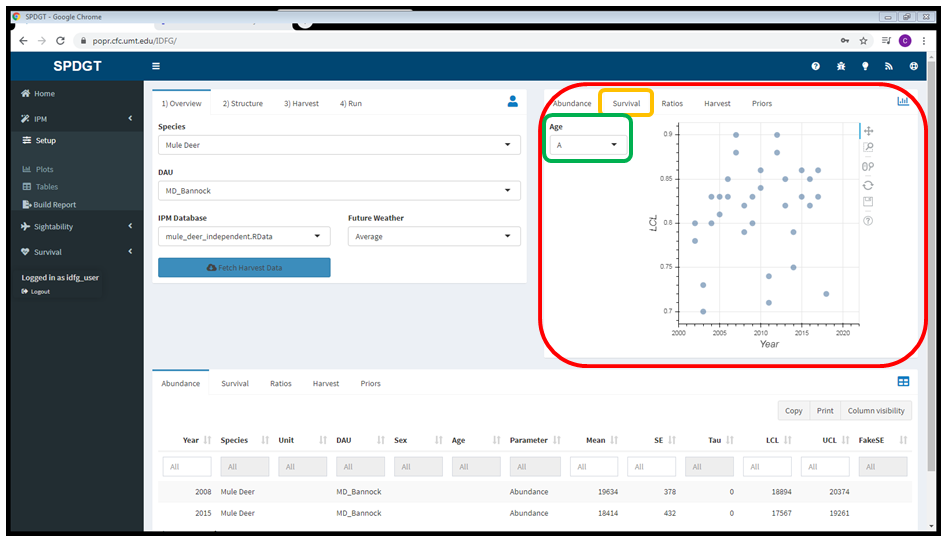 SPDGT - Google Chrome
popr.cfc.umt.edu/IDFG/
C
SPDGT
Home
IPM
Setup
Plots
Tables
Build Report
Sightability
Survival
Logged in as idfg_user
Logout
1) Overview 2) Structure 3) Harvest 4) Run
Species
Mule Deer
DAU
MD_Bannock
IPM Database Future Weather
mule_deer_independent.RData Average
Fetch Harvest Data
Abundance Survival Ratios Harvest Priors
Age
A
0.9
0.85
0.8
0.75
0.7
LCL
2000 2005 2010 2015 2020
Year
Abundance Survival Ratios Harvest Priors
Copy Print Column visibility
Year Species Unit DAU Sex Age Parameter Mean SE Tau LCL UCL FakeSE
All All All All All All All All All All All All All
2008 Mule Deer MD_Bannock Abundance 19634 378 0 18894 20374
2015 Mule Deer MD_Bannock Abundance 18414 432 0 17567 19261